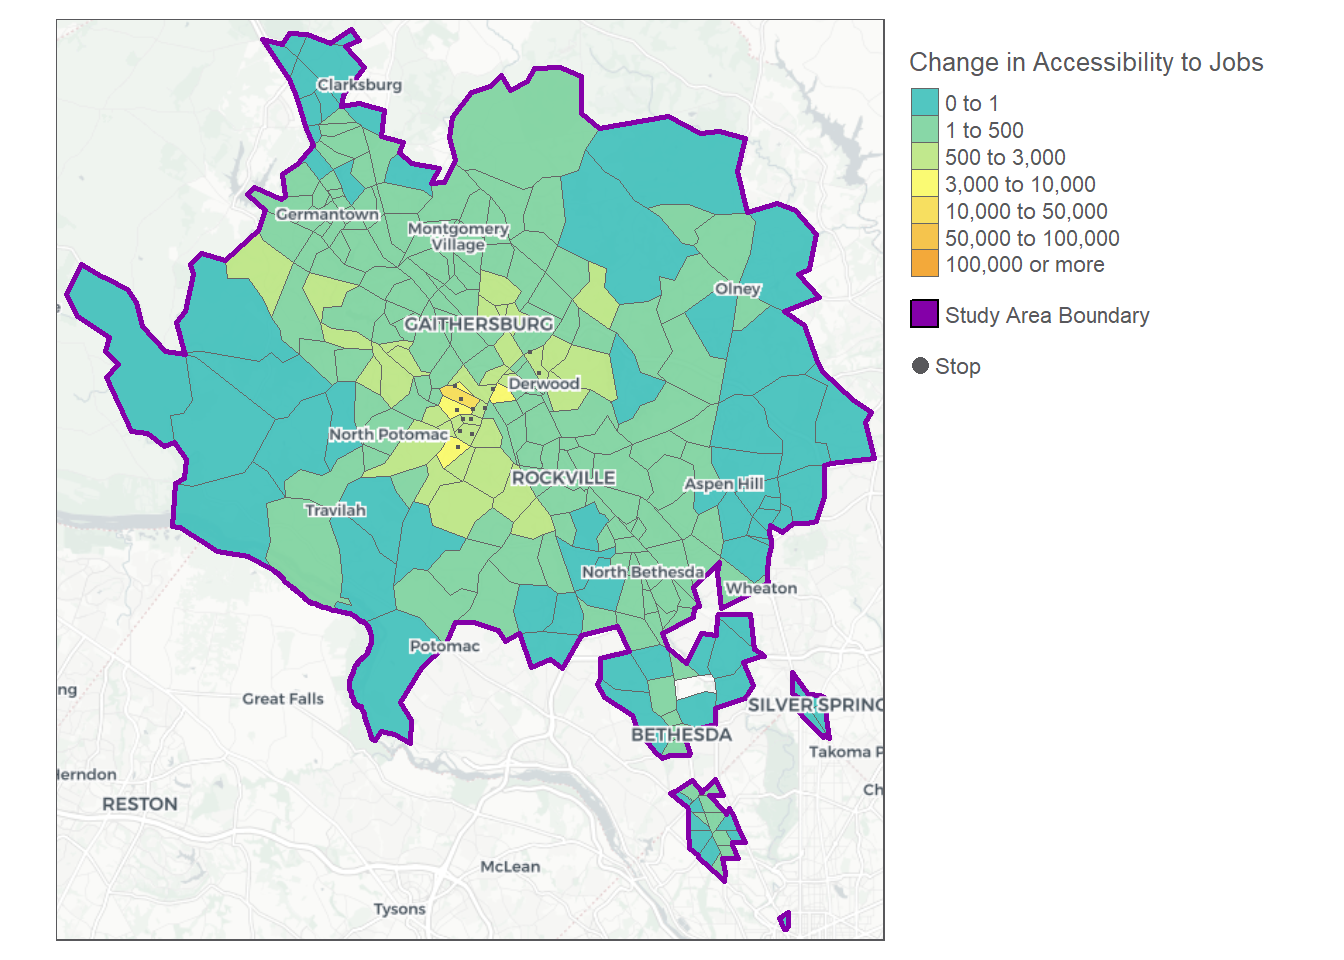 Clarksburg
Germantown
Montgomery
Village
Olney
GAITHERSBURG
Derwood
North Potomac
ROCKVILLE
Aspen Hill
Travilah
North Bethesda
Wheaton
Potomac
ng
Great Falls
SILVER SPRING
BETHESDA
Takoma P
Herndon
RESTON
Ch
McLean
Tysons
Change in Accessibility to Jobs
0 to 1
1 to 500
500 to 3,000
3,000 to 10,000
10,000 to 50,000
50,000 to 100,000
100,000 or more
Study Area Boundary
Stop